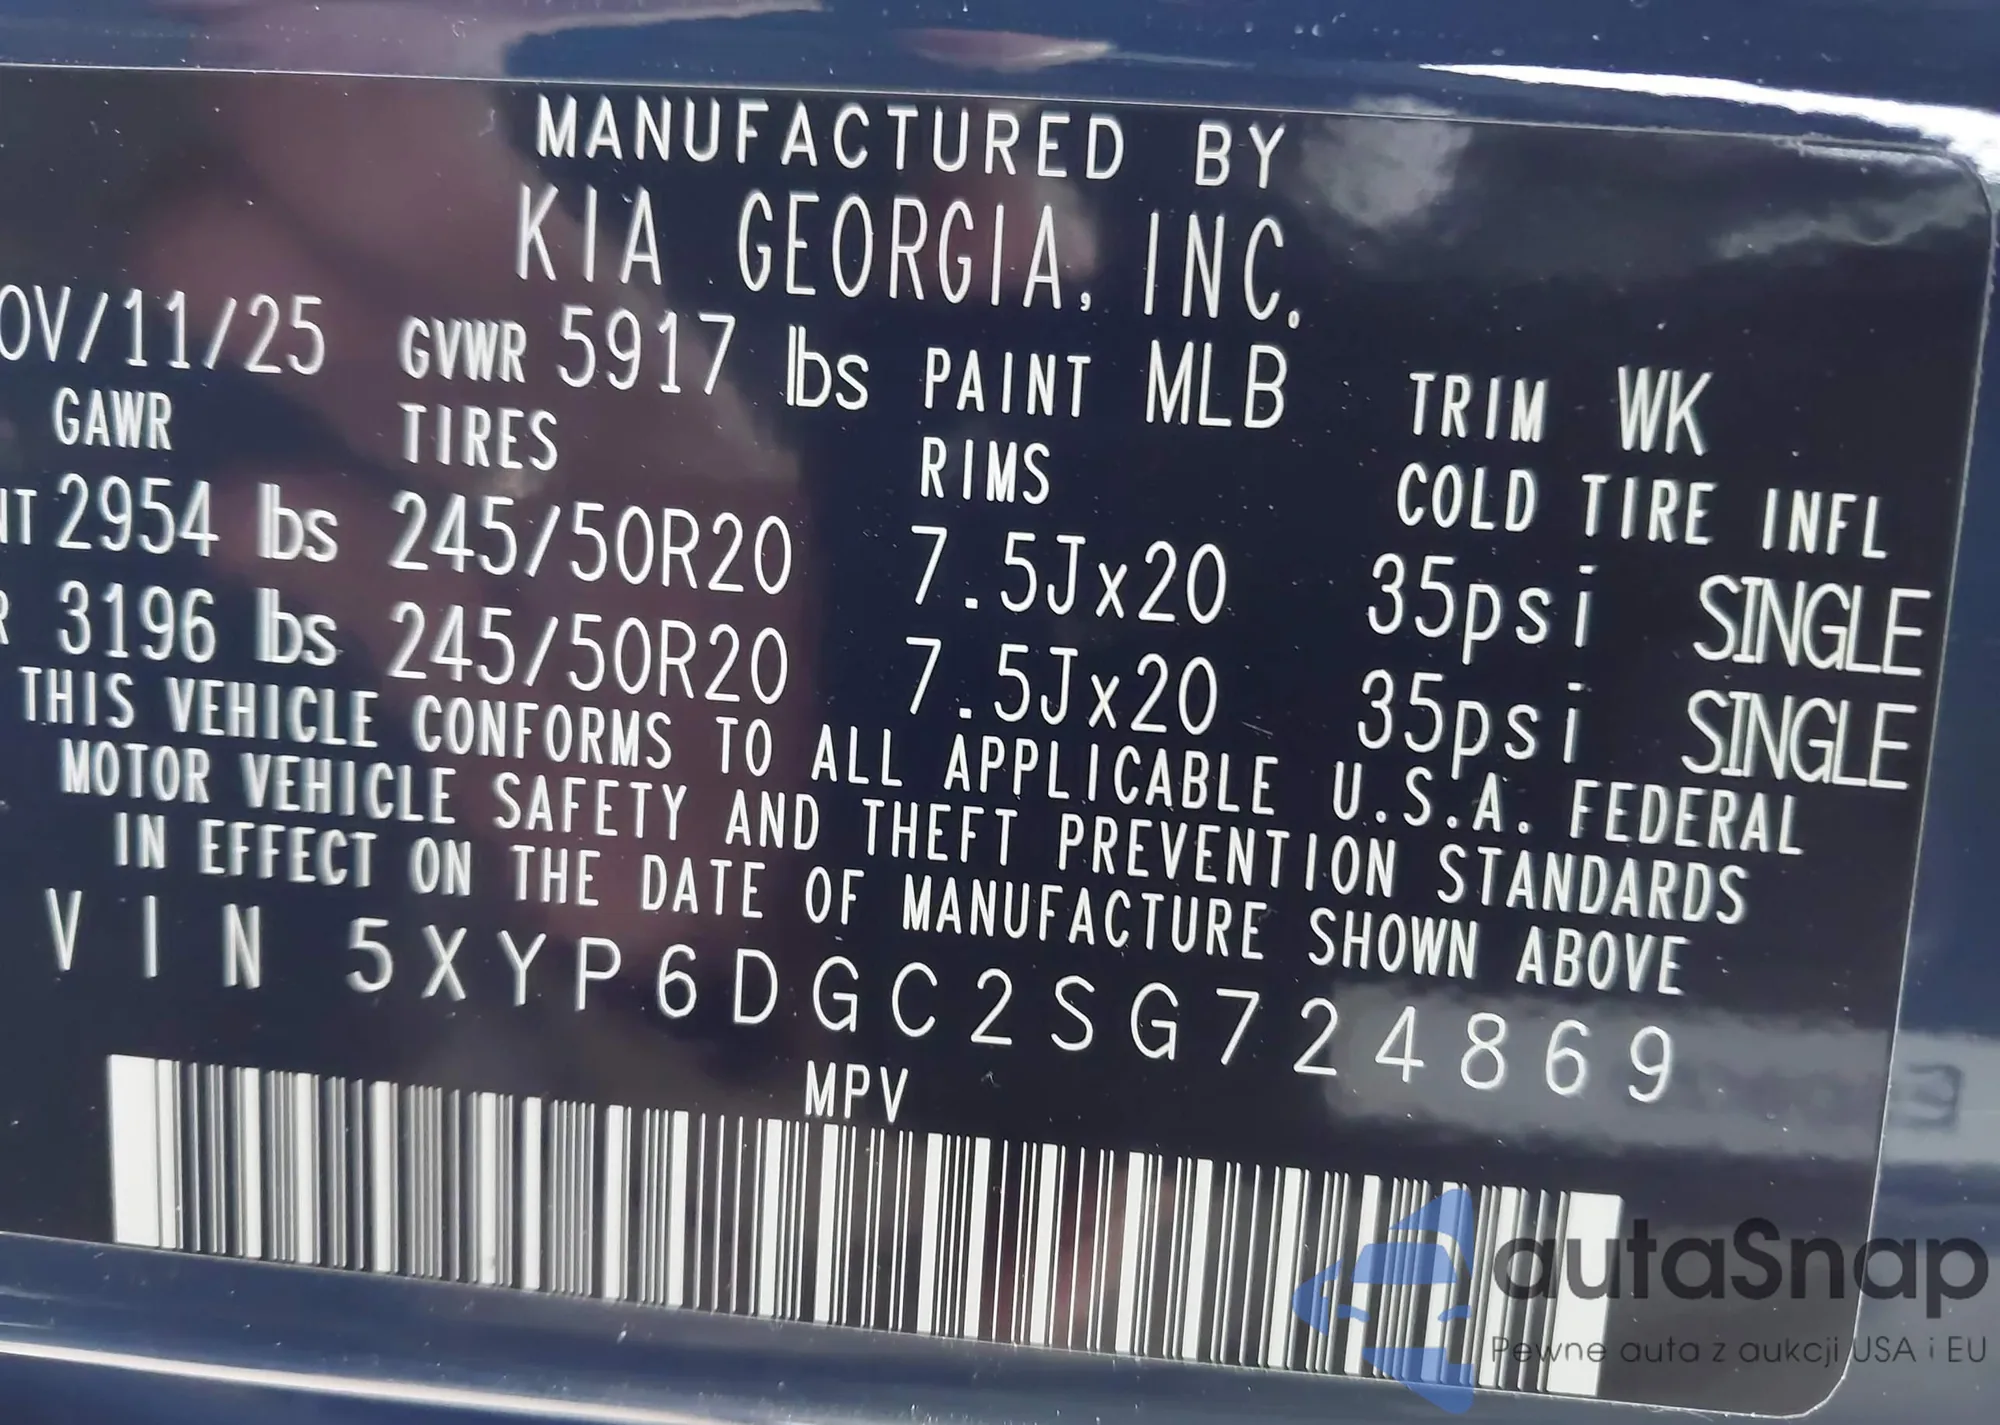 MANUFACTURED BY
KIA GEORGIA, INC.
OV/11/25 GVWR 5917 lbs PAINT MLB TRIM WK
GAWR TIRES RIMS COLD TIRE INFL
NT 2954 lbs 245/50R20 7.5Jx20 35psi SINGLE
R 3196 lbs 245/50R20 7.5Jx20 35psi SINGLE
THIS VEHICLE CONFORMS TO ALL APPLICABLE U.S.A. FEDERAL
MOTOR VEHICLE SAFETY AND THEFT PREVENTION STANDARDS
IN EFFECT ON THE DATE OF MANUFACTURE SHOWN ABOVE
VIN 5XYP6DGC2SG724869
MPV
autaSnap
Pewne auta z aukcji USA i EU